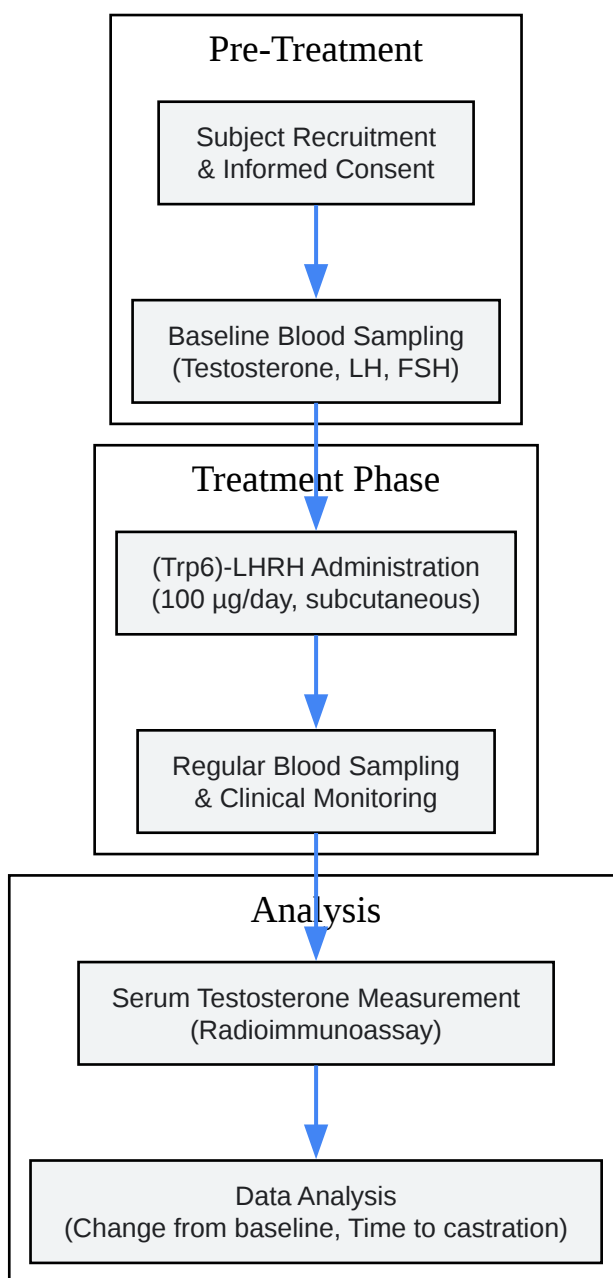 Pre-Treatment
Subject Recruitment
& Informed Consent
Baseline Blood Sampling
(Testosterone, LH, FSH)
Treatment Phase
(Trp6)-LHRH Administration
(100 µg/day, subcutaneous)
Regular Blood Sampling
& Clinical Monitoring
Analysis
Serum Testosterone Measurement
(Radioimmunoassay)
Data Analysis
(Change from baseline, Time to castration)